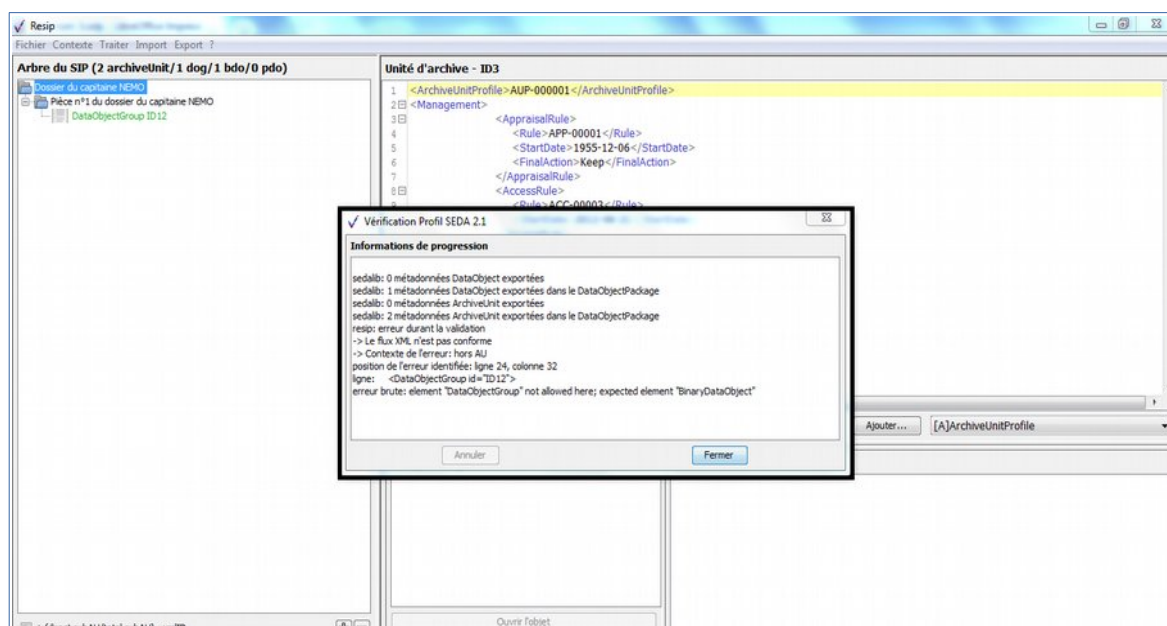 Resip
Fichier Contexte Traiter Import Export ?
Arbre du SIP (2 archiveUnit/1 dog/1 bdo/0 pdo)
Dossier du capitaine NEMO
Pièce n°1 du dossier du capitaine NEMO
DataObjectGroup ID12
Unité d'archive - ID3
1 <ArchiveUnitProfile>AUP-000001</ArchiveUnitProfile>
2 <Management>
3 <AppraisalRule>
4 <Rule>APP-00001</Rule>
5 <StartDate>1955-12-06</StartDate>
6 <FinalAction>Keep</FinalAction>
7 </AppraisalRule>
8 <AccessRule>
9 <Rule>ACC-00003</Rule>
Vérification Profil SEDA 2.1
Informations de progression
sedalib: 0 métadonnées DataObject exportées
sedalib: 1 métadonnées DataObject exportées dans le DataObjectPackage
sedalib: 0 métadonnées ArchiveUnit exportées
sedalib: 2 métadonnées ArchiveUnit exportées dans le DataObjectPackage
resip: erreur durant la validation
-> Le flux XML n'est pas conforme
-> Contexte de l'erreur: hors AU
position de l'erreur identifiée: ligne 24, colonne 32
ligne: <DataObjectGroup id="ID12">
erreur brute: element "DataObjectGroup" not allowed here; expected element "BinaryDataObject"
Annuler
Fermer
Ajouter...
[A]ArchiveUnitProfile
Ouvrir l'objet